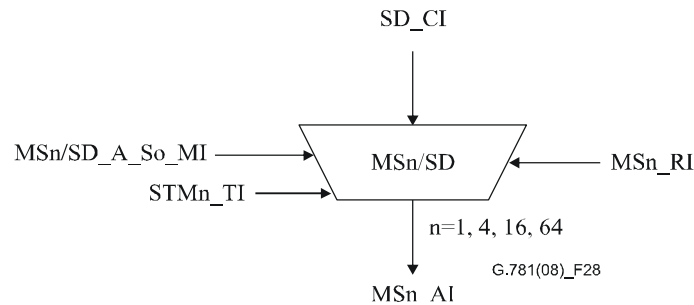 SD_CI
MSn/SD_A_So_MI
MSn/SD
MSn_RI
STMn_TI
n=1, 4, 16, 64
G.781(08)_F28
MSn_AI